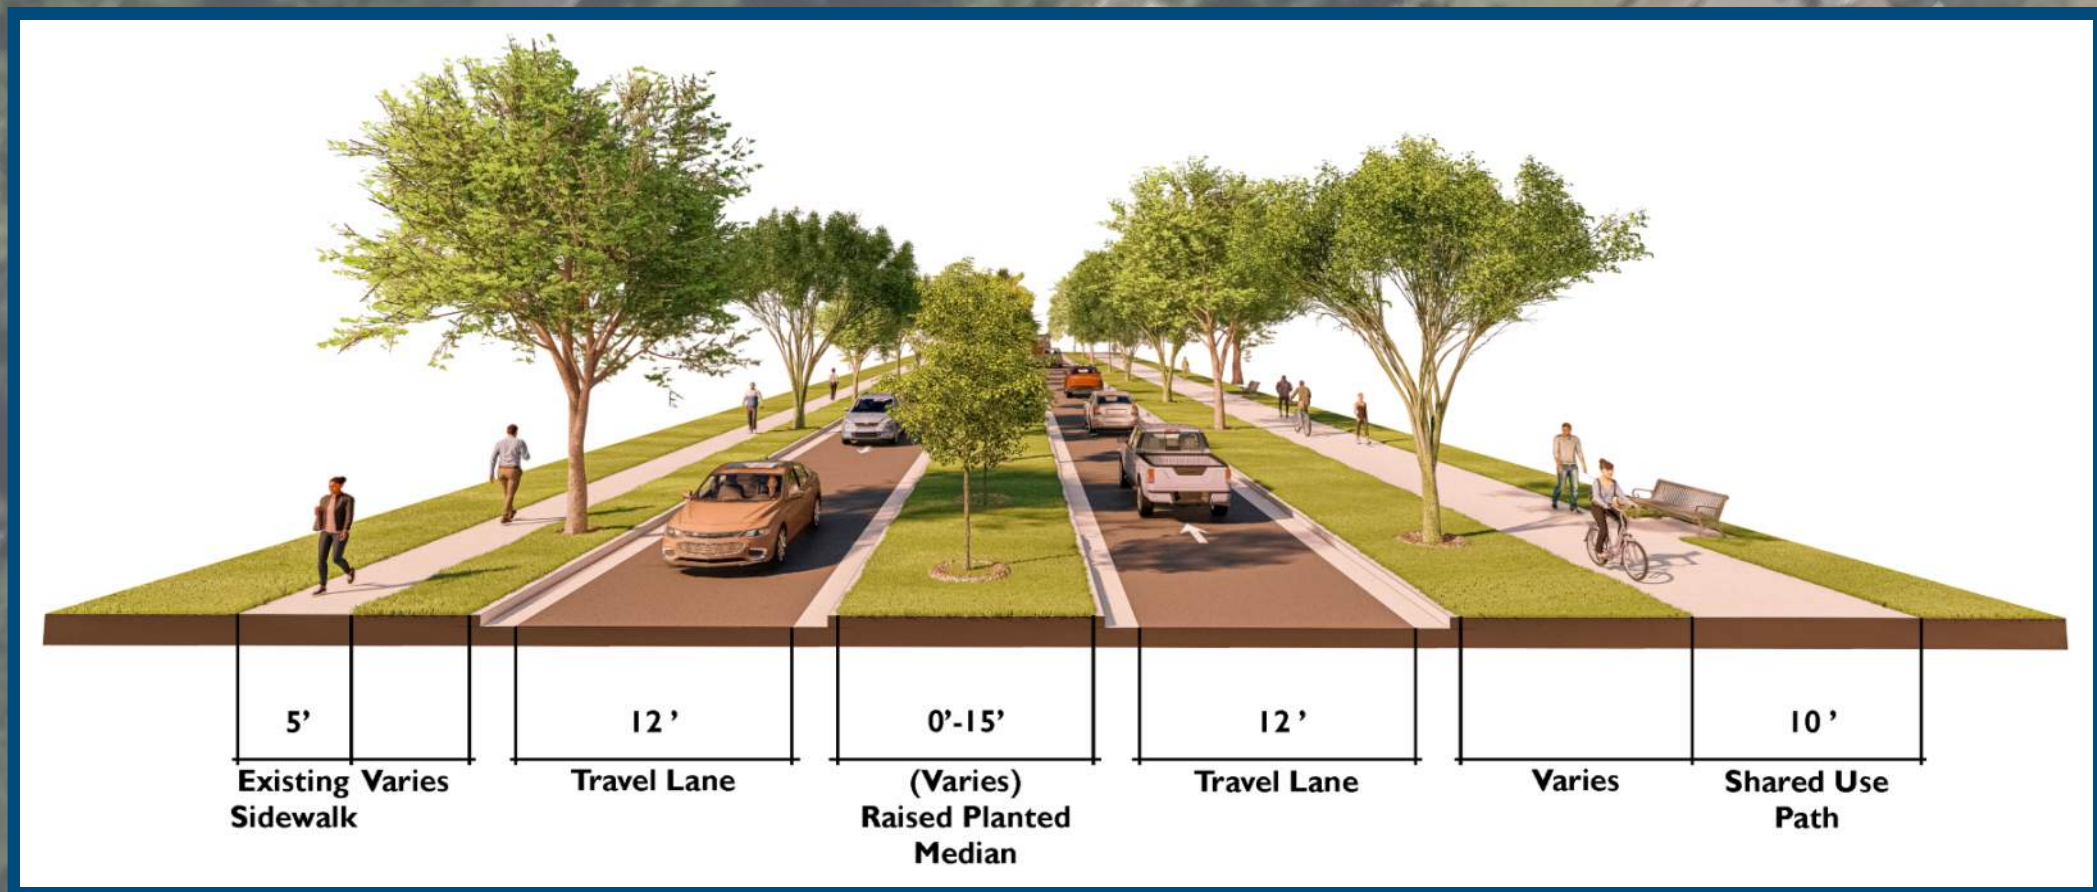 5’ 12’ 0’-15’ 12’ 10’
Existing Varies Travel Lane (Varies) Travel Lane Varies Shared Use
Sidewalk Raised Planted Path
Median